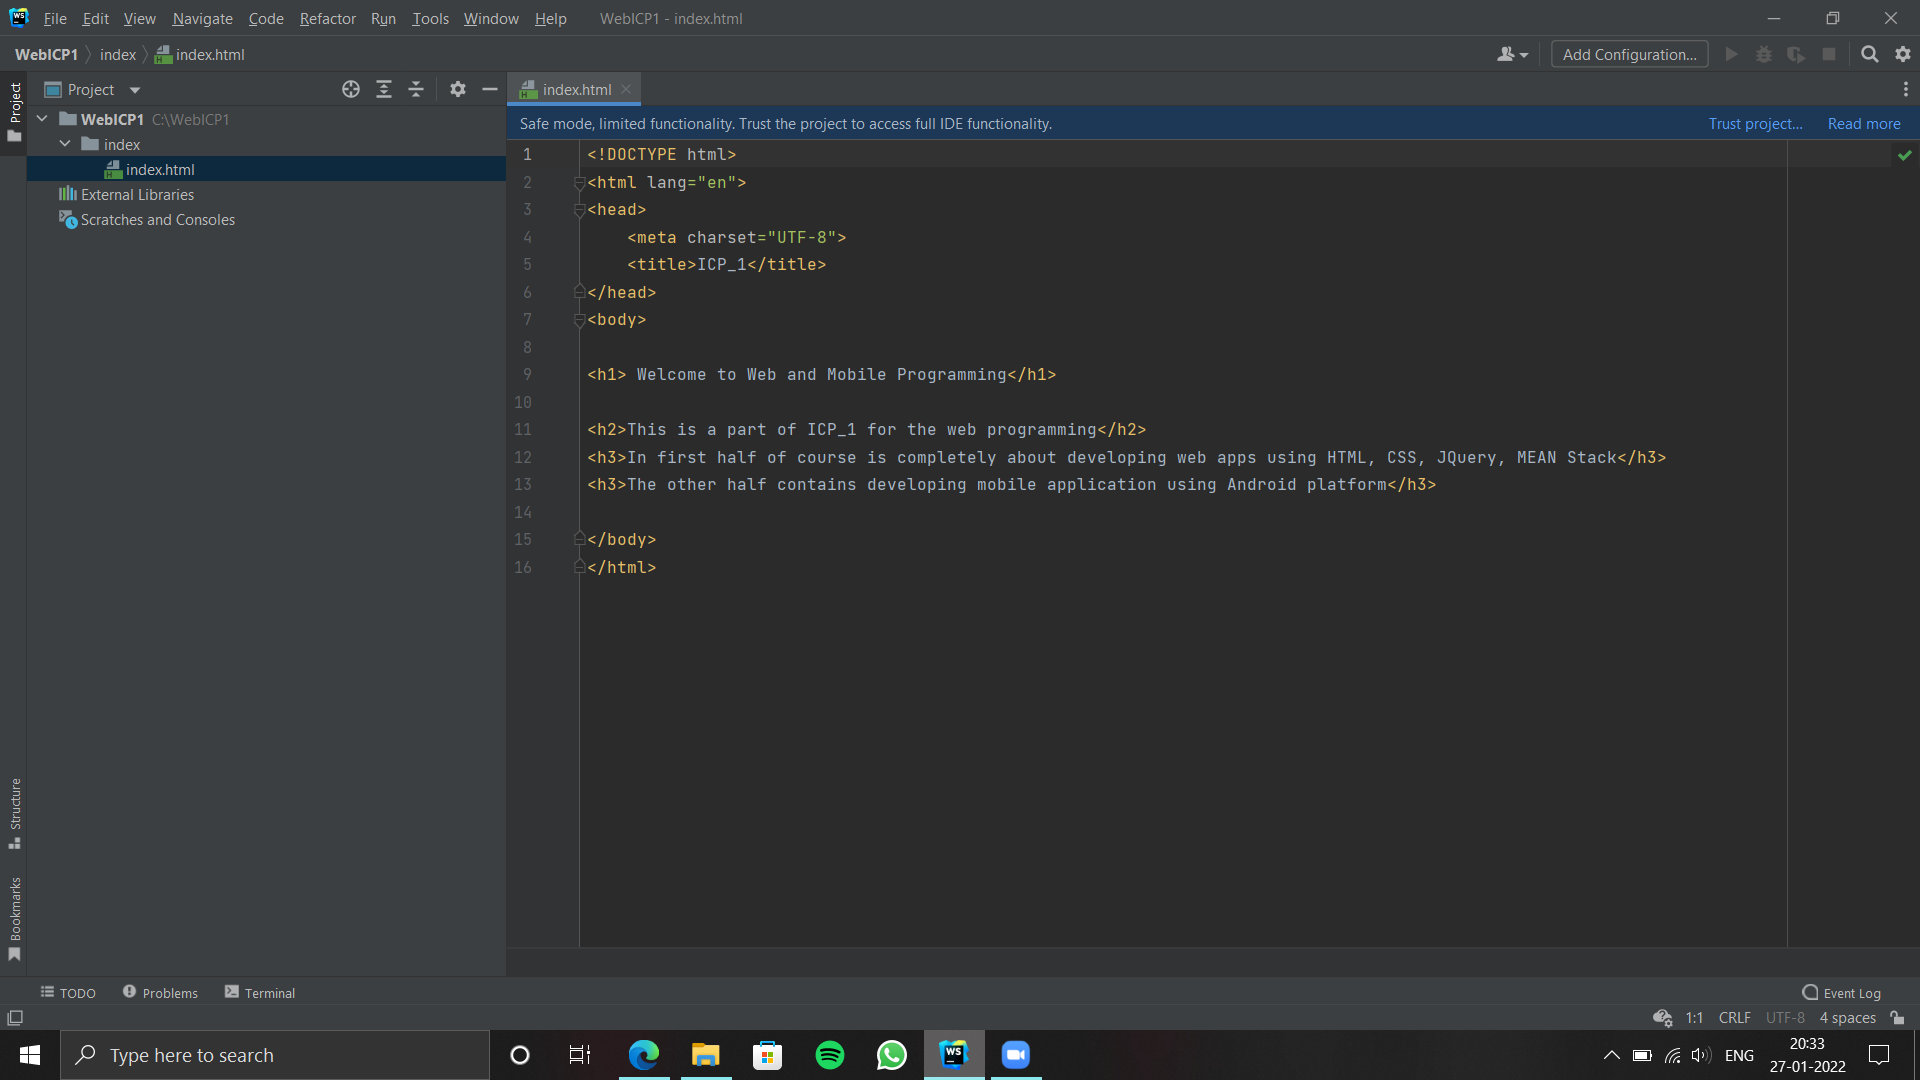 File Edit View Navigate Code Refactor Run Tools Window Help WebICP1 - index.html
WebICP1 index index.html Add Configuration...
Project
Project
index.html
WebICP1 C:\WebICP1
index
index.html
External Libraries
Scratches and Consoles
Safe mode, limited functionality. Trust the project to access full IDE functionality. Trust project... Read more
1 <!DOCTYPE html>
2 <html lang="en">
3 <head>
4 <meta charset="UTF-8">
5 <title>ICP_1</title>
6 </head>
7 <body>
8
9 <h1> Welcome to Web and Mobile Programming</h1>
10
11 <h2>This is a part of ICP_1 for the web programming</h2>
12 <h3>In first half of course is completely about developing web apps using HTML, CSS, JQuery, MEAN Stack</h3>
13 <h3>The other half contains developing mobile application using Android platform</h3>
14
15 </body>
16 </html>
Structure
Bookmarks
TODO Problems Terminal Event Log
1:1 CRLF UTF-8 4 spaces
Type here to search
WS
ENG
20:33
27-01-2022